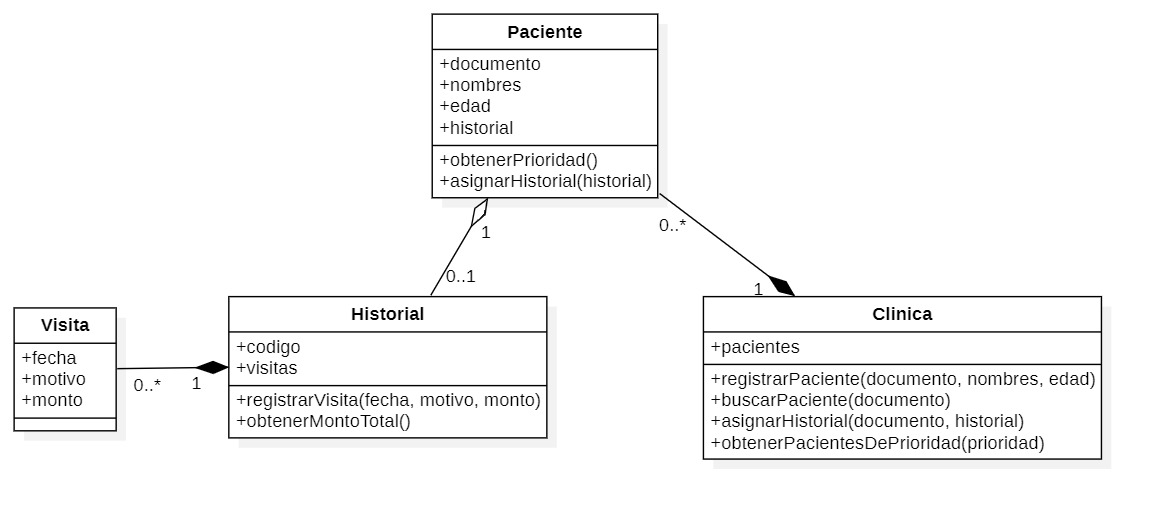 Paciente
+documento
+nombres
+edad
+historial
+obtenerPrioridad()
+asignarHistorial(historial)
1
0..*
0..1
1
Visita
+fecha
+motivo
+monto
0..*
1
Historial
+codigo
+visitas
+registrarVisita(fecha, motivo, monto)
+obtenerMontoTotal()
Clinica
+pacientes
+registrarPaciente(documento, nombres, edad)
+buscarPaciente(documento)
+asignarHistorial(documento, historial)
+obtenerPacientesDePrioridad(prioridad)